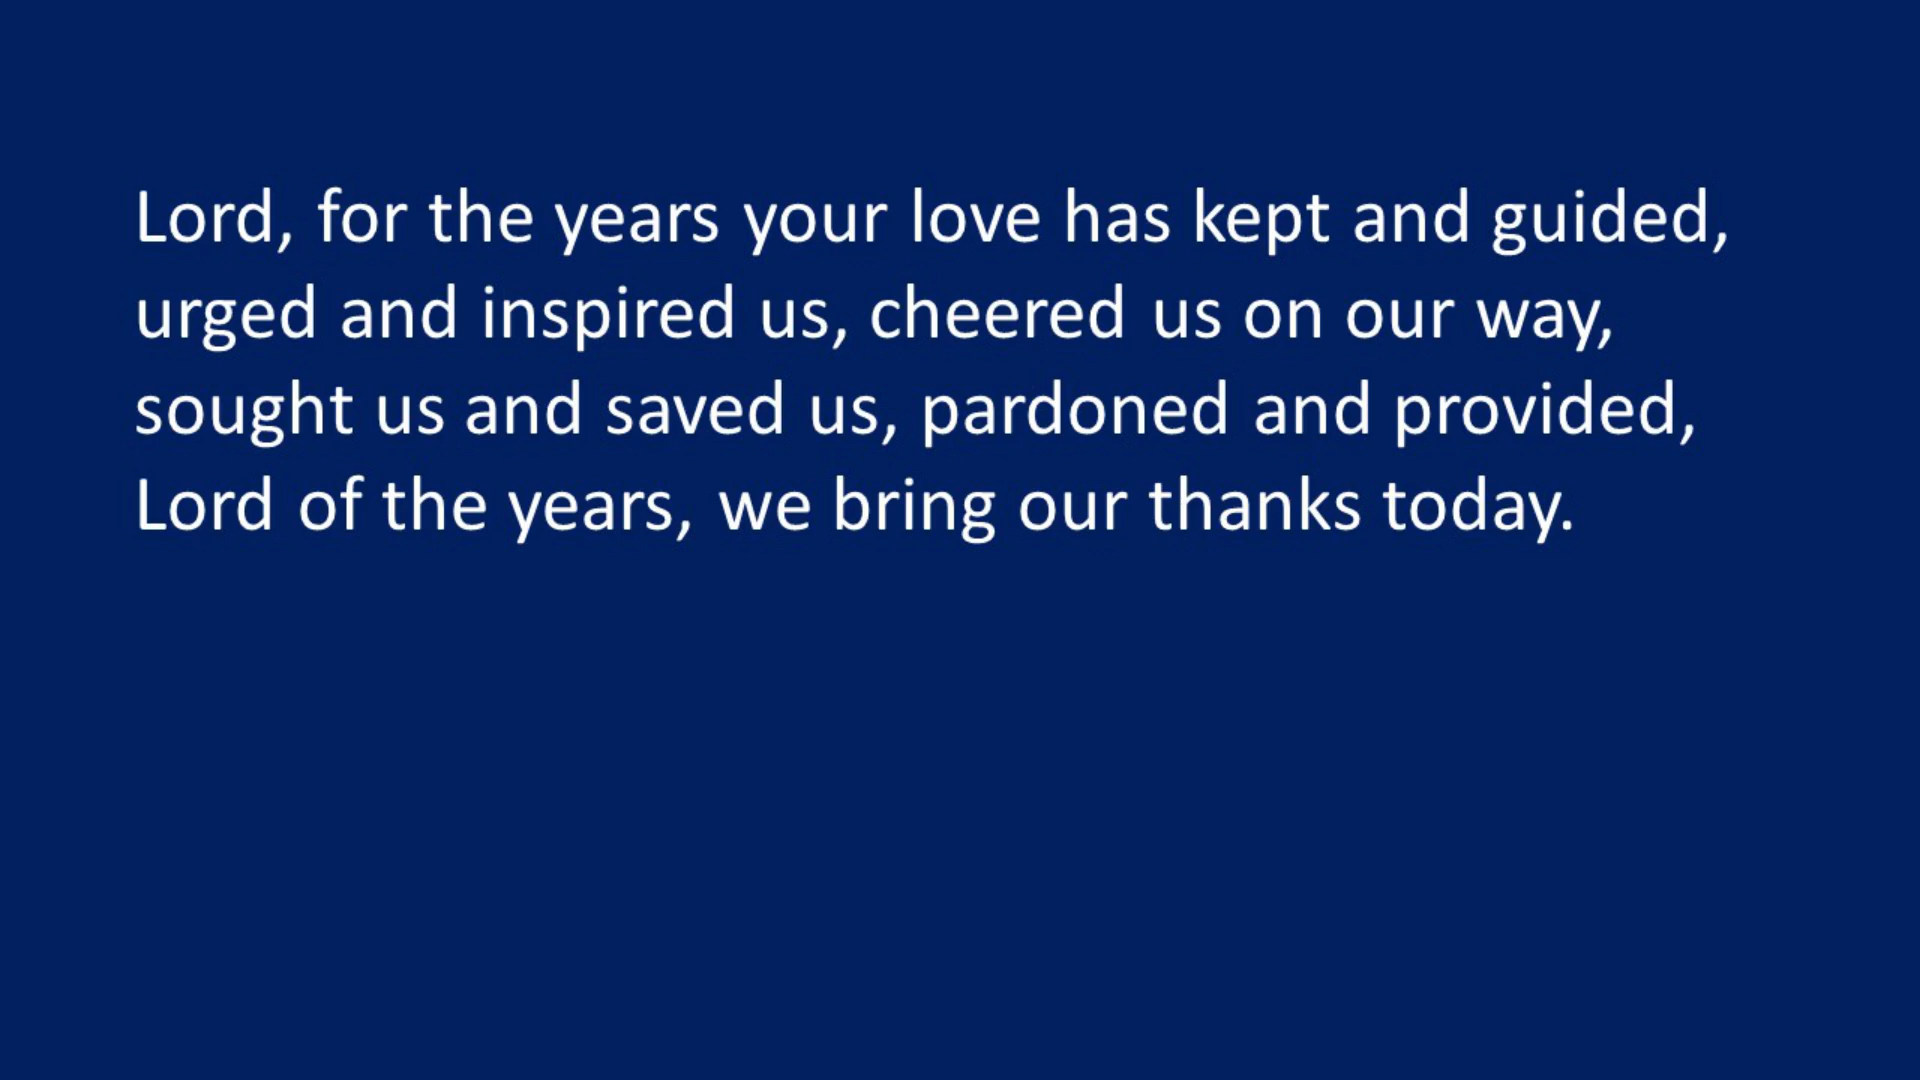 Lord, for the years your love has kept and guided,
urged and inspired us, cheered us on our way,
sought us and saved us, pardoned and provided,
Lord of the years, we bring our thanks today.